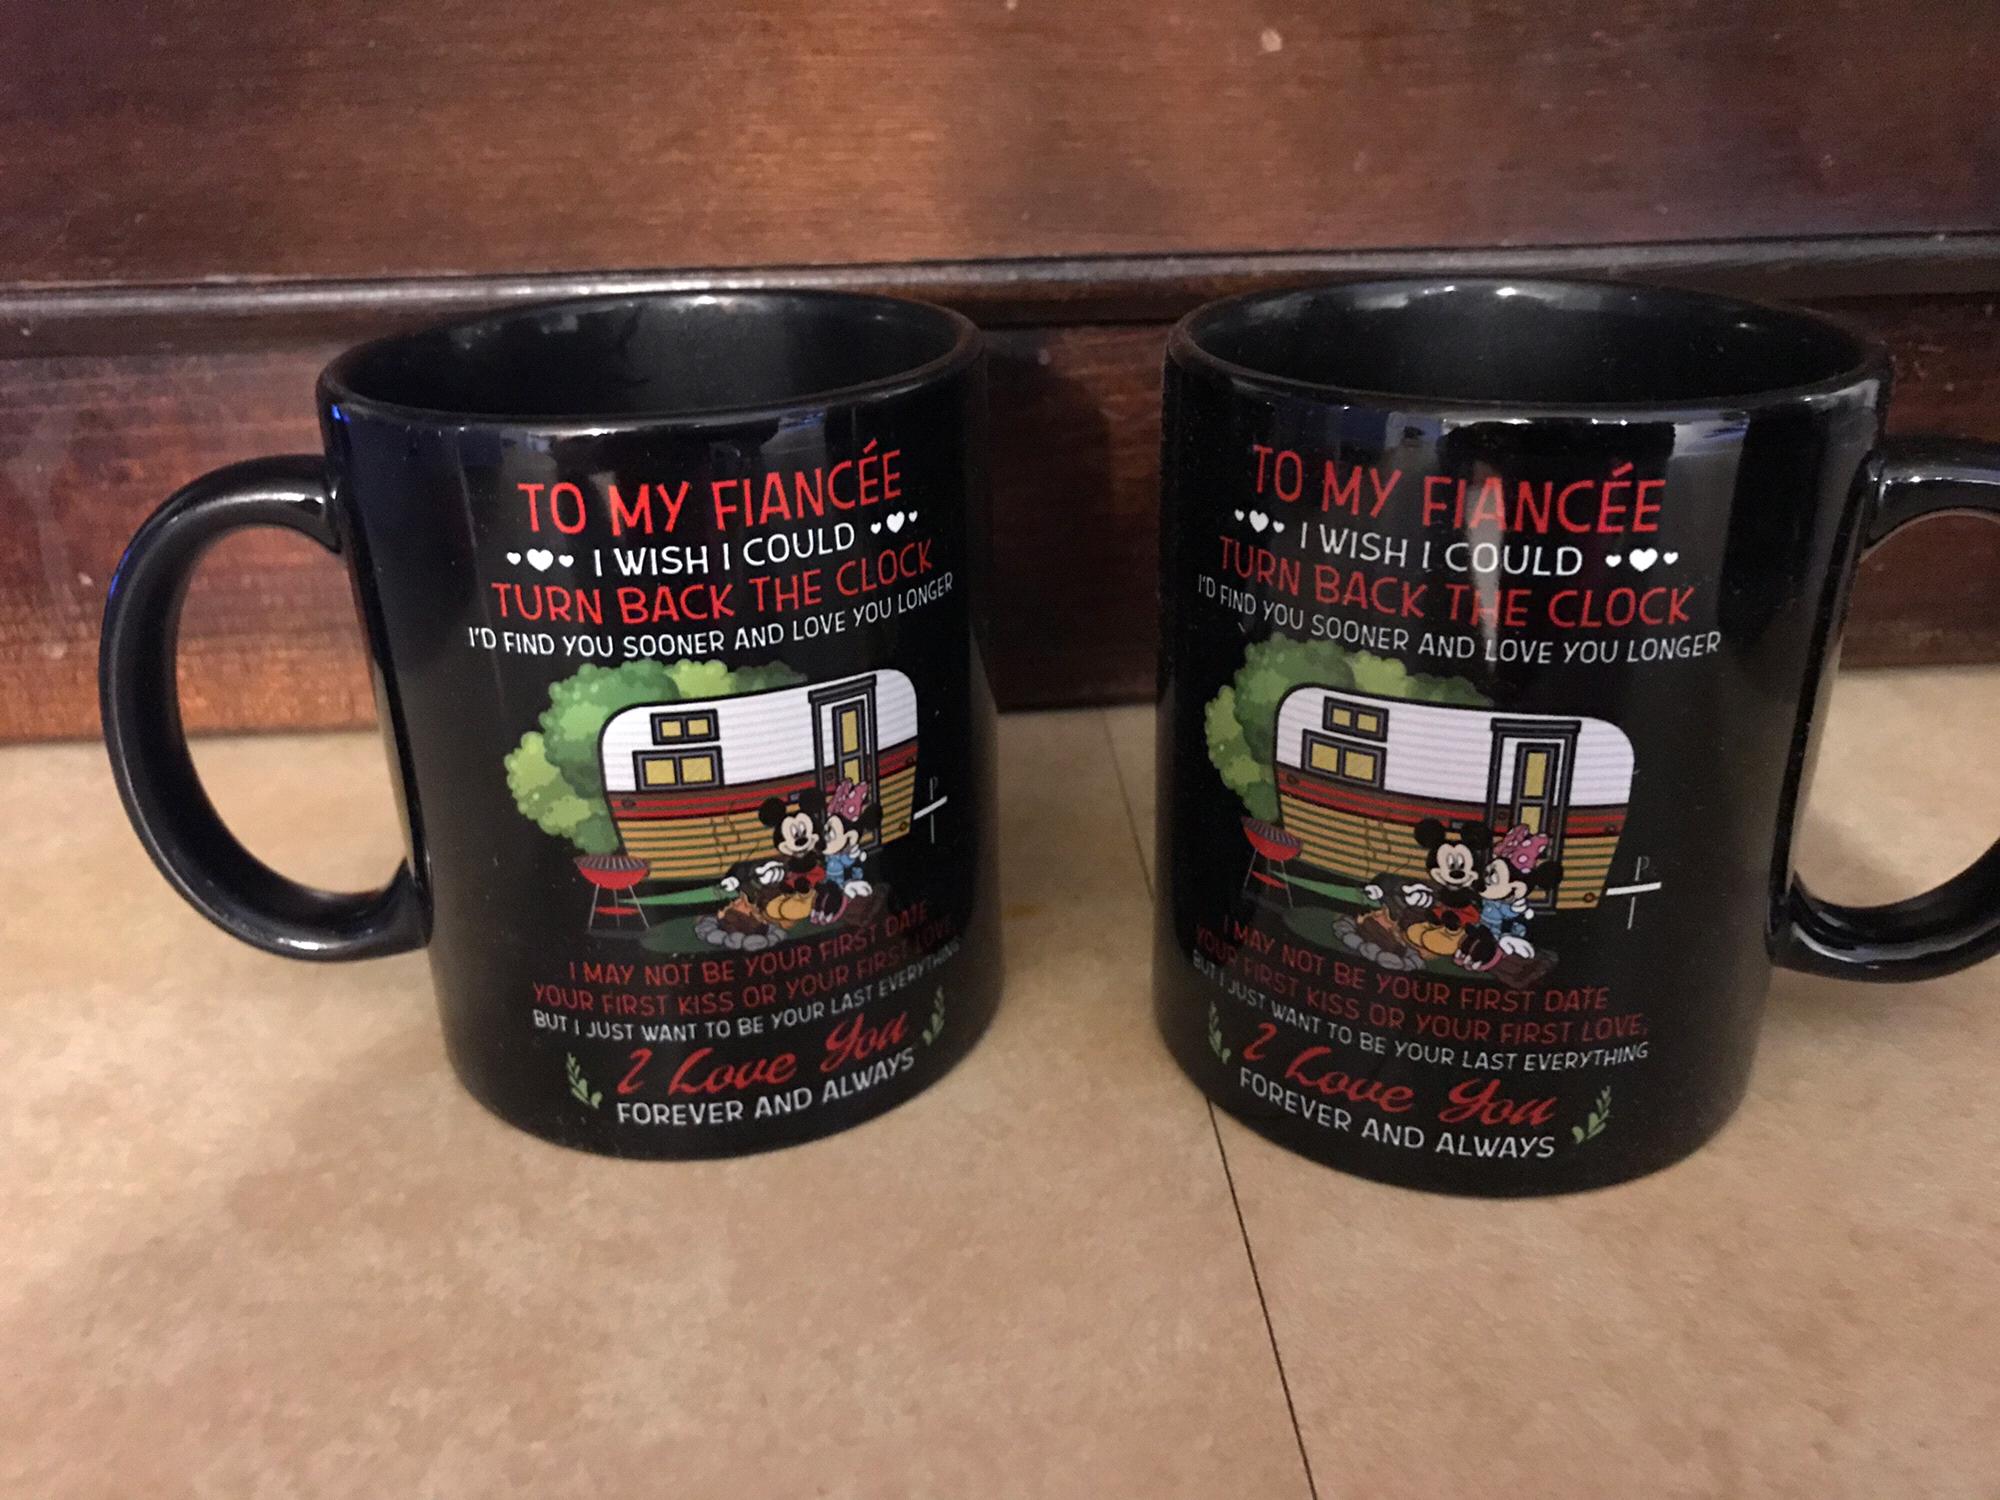 TO MY FIANCÉE
I WISH I COULD
TURN BACK THE CLOCK
I'D FIND YOU SOONER AND LOVE YOU LONGER
P
I MAY NOT BE YOUR FIRST DATE
YOUR FIRST KISS OR YOUR FIRST LOVE,
BUT I JUST WANT TO BE YOUR LAST EVERYTHING
I Love You
FOREVER AND ALWAYS
TO MY FIANCÉE
I WISH I COULD
TURN BACK THE CLOCK
I'D FIND YOU SOONER AND LOVE YOU LONGER
P
I MAY NOT BE YOUR FIRST DATE
YOUR FIRST KISS OR YOUR FIRST LOVE,
BUT I JUST WANT TO BE YOUR LAST EVERYTHING
I Love You
FOREVER AND ALWAYS